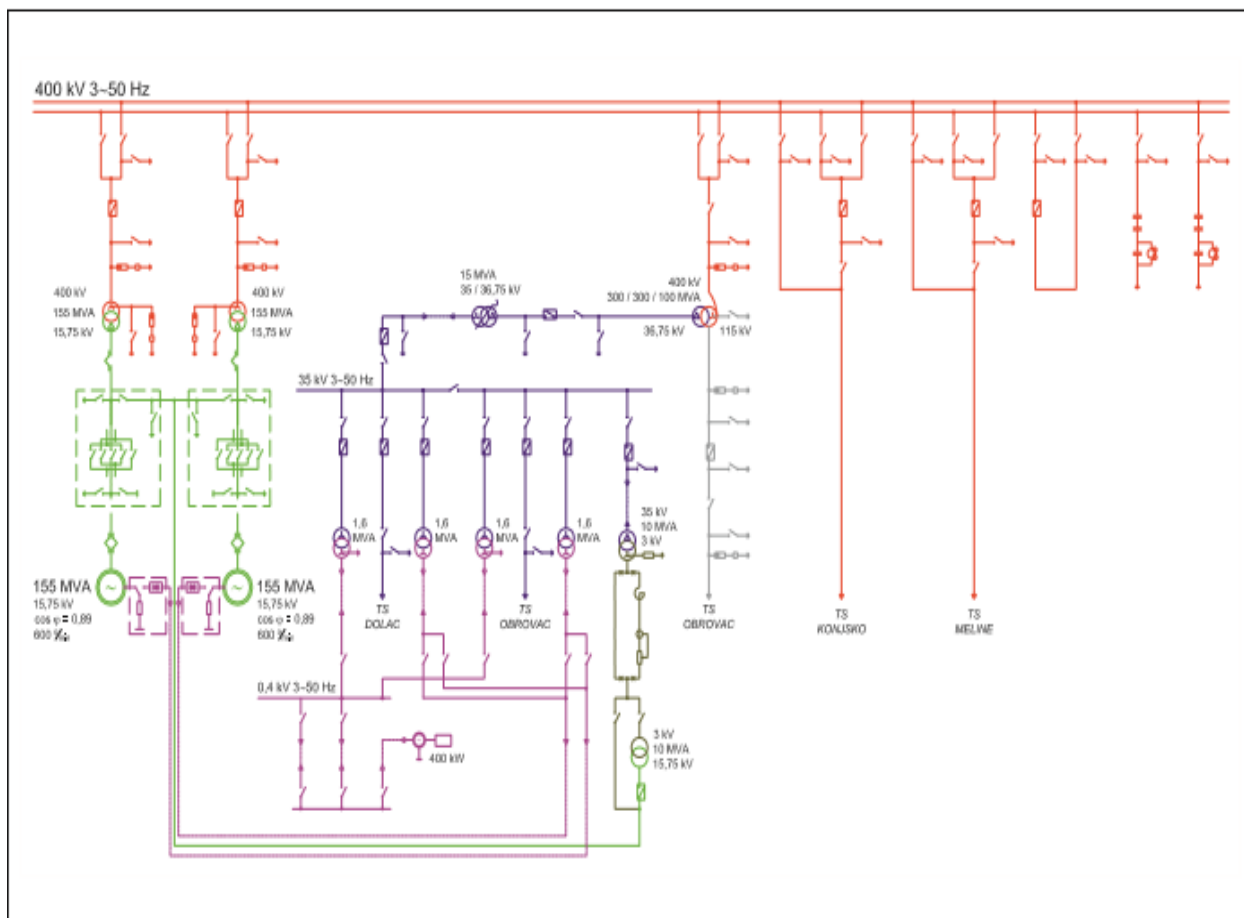 400 kV 3~50 Hz
400 kV
155 MVA
15,75 kV
400 kV
155 MVA
15,75 kV
15 MVA
35 / 36,75 kV
400 kV
300 / 300 / 100 MVA
36,75 kV
115 kV
35 kV 3~50 Hz
1,6
MVA
1,6
MVA
1,6
MVA
1,6
MVA
35 kV
10 MVA
3 kV
155 MVA
15,75 kV
cos φ = 0,89
600
155 MVA
15,75 kV
cos φ = 0,89
600
TS
DOLAC
TS
OBROVAC
TS
OBROVAC
TS
KONJSKO
TS
MELINE
0,4 kV 3~50 Hz
400 kW
3 kV
10 MVA
15,75 kV